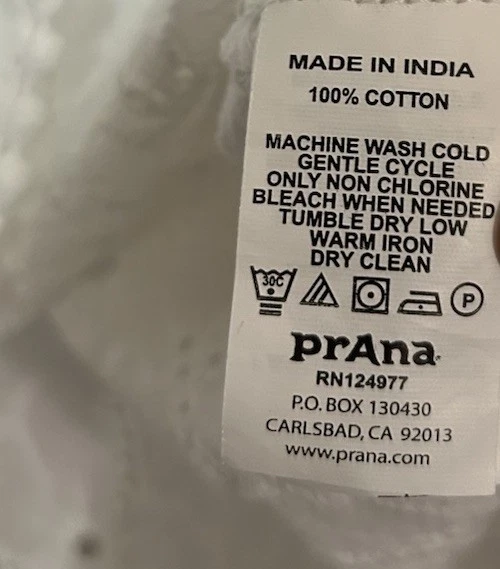 MADE IN INDIA
100% COTTON
MACHINE WASH COLD
GENTLE CYCLE
ONLY NON CHLORINE
BLEACH WHEN NEEDED
TUMBLE DRY LOW
WARM IRON
DRY CLEAN
30C P
prAna
RN124977
P.O. BOX 130430
CARLSBAD, CA 92013
www.prana.com